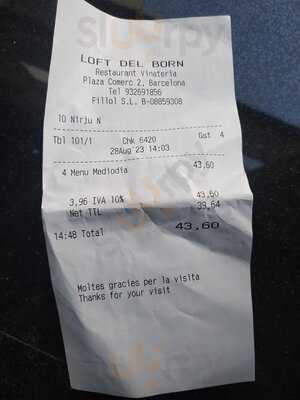 sluurpy
LOFT DEL BORN
Restaurant Vinateria
Plaza Comerc 2, Barcelona
Tel 932691856
Fillol S.L. B-08859308
10 Nirju N
Tbl 101/1 Chk 6420 Gst 4
28Aug'23 14:03
4 Menu Mediodia 43,60
3,96 IVA 10% 43,60
Net TTL 39,64
14:48 Total 43,60
Moltes gracies per la visita
Thanks for your visit